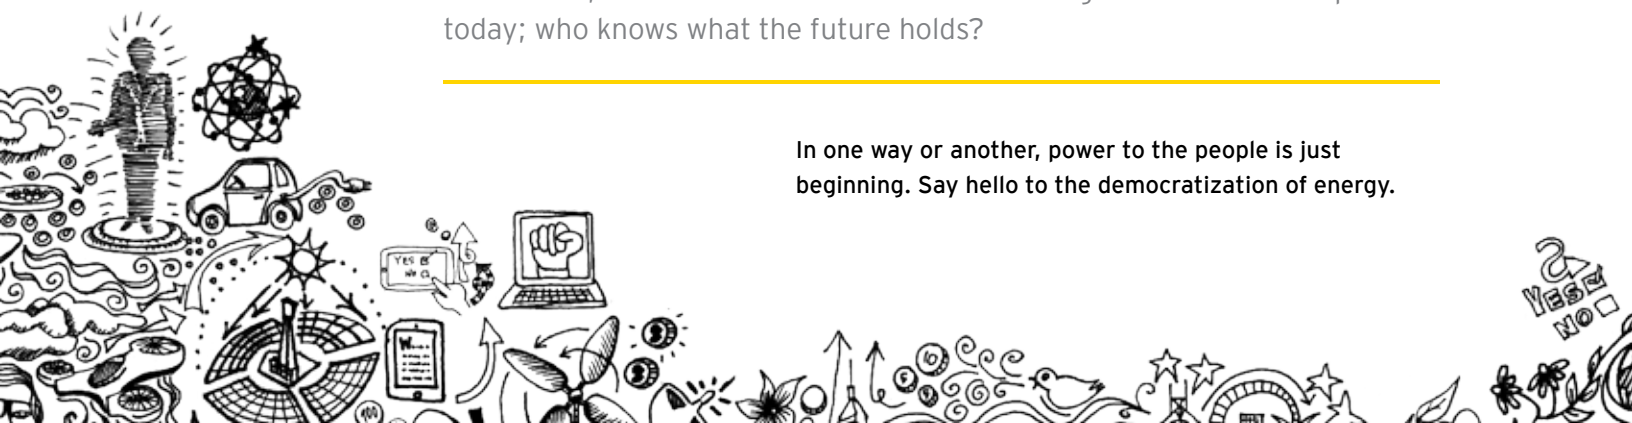 today; who knows what the future holds?
In one way or another, power to the people is just
beginning. Say hello to the democratization of energy.
YES
NO
YES
NO
100